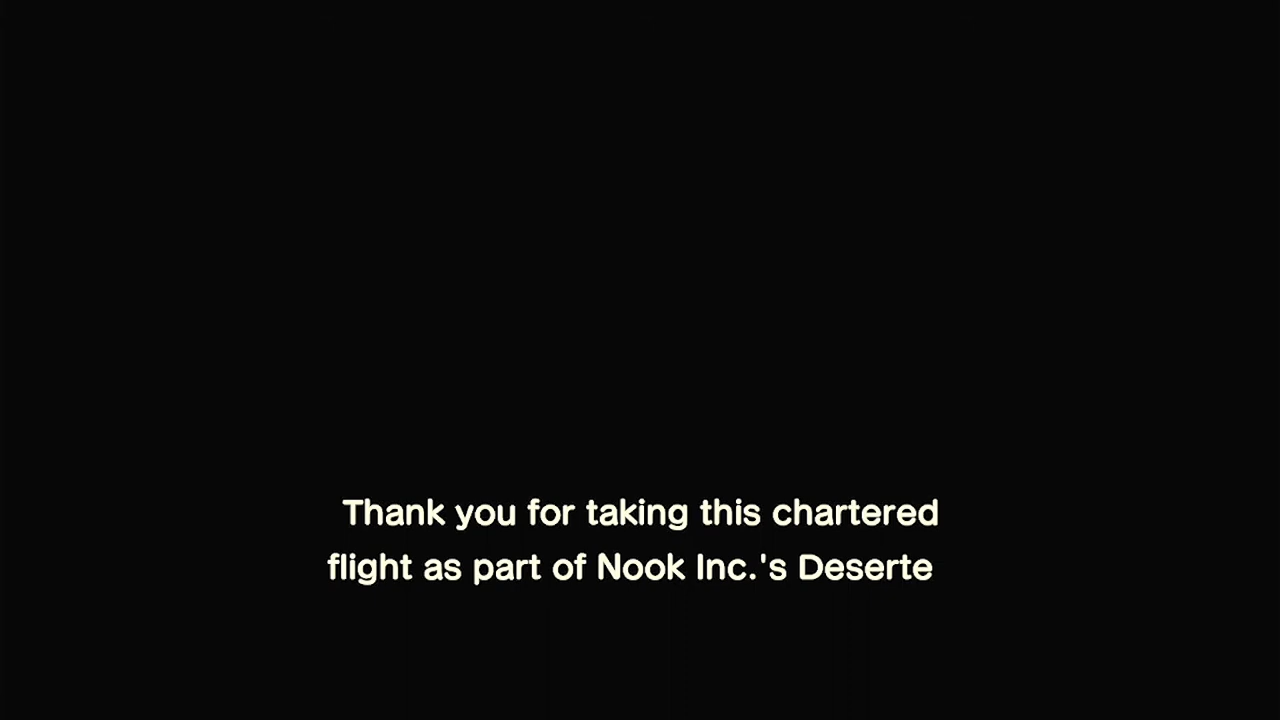 Thank you for taking this chartered
flight as part of Nook Inc.'s Deserte